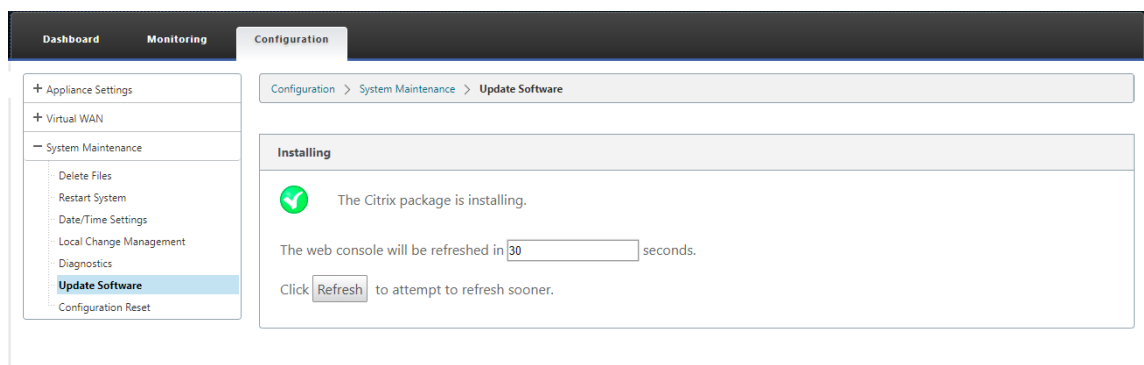 Dashboard Monitoring Configuration
+ Appliance Settings
+ Virtual WAN
− System Maintenance
Delete Files
Restart System
Date/Time Settings
Local Change Management
Diagnostics
Update Software
Configuration Reset
Configuration > System Maintenance > Update Software
Installing
The Citrix package is installing.
The web console will be refreshed in 30 seconds.
Click Refresh to attempt to refresh sooner.